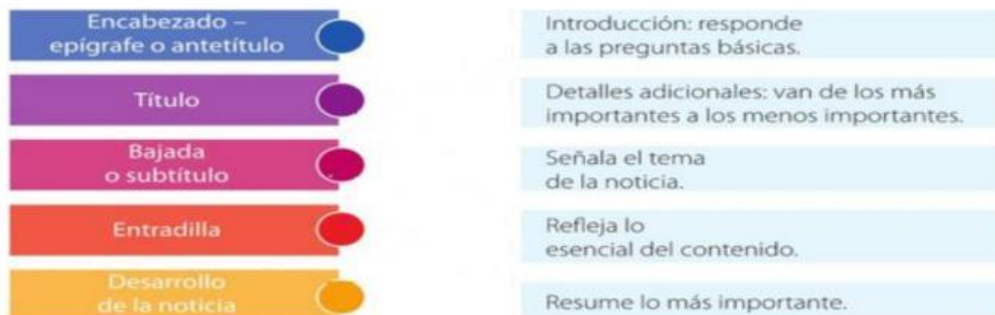 Encabezado –
epígrafe o antetítulo
Introducción: responde
a las preguntas básicas.
Título
Detalles adicionales: van de los más
importantes a los menos importantes.
Bajada
o subtítulo
Señala el tema
de la noticia.
Entradilla
Refleja lo
esencial del contenido.
Desarrollo
de la noticia
Resume lo más importante.